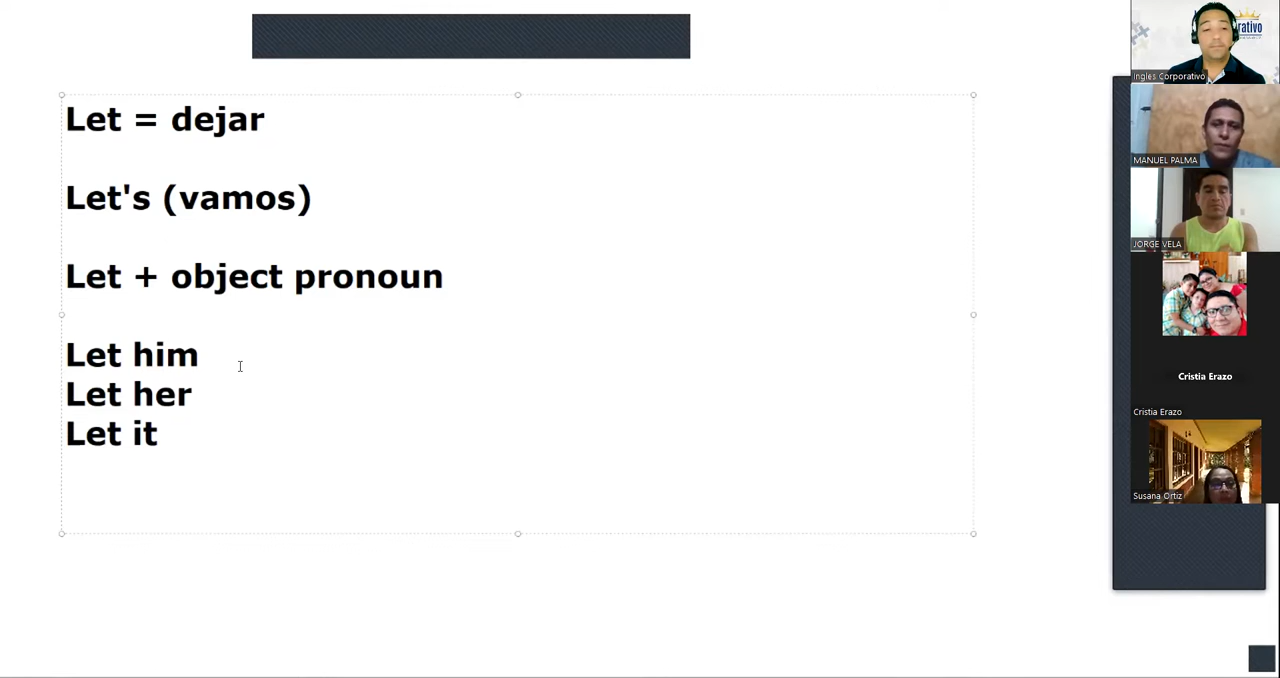 Let = dejar
Let's (vamos)
Let + object pronoun
Let him
Let her
Let it
Ingles Corporativo
MANUEL PALMA
JORGE VELA
Cristia Erazo
Cristia Erazo
Susana Ortiz